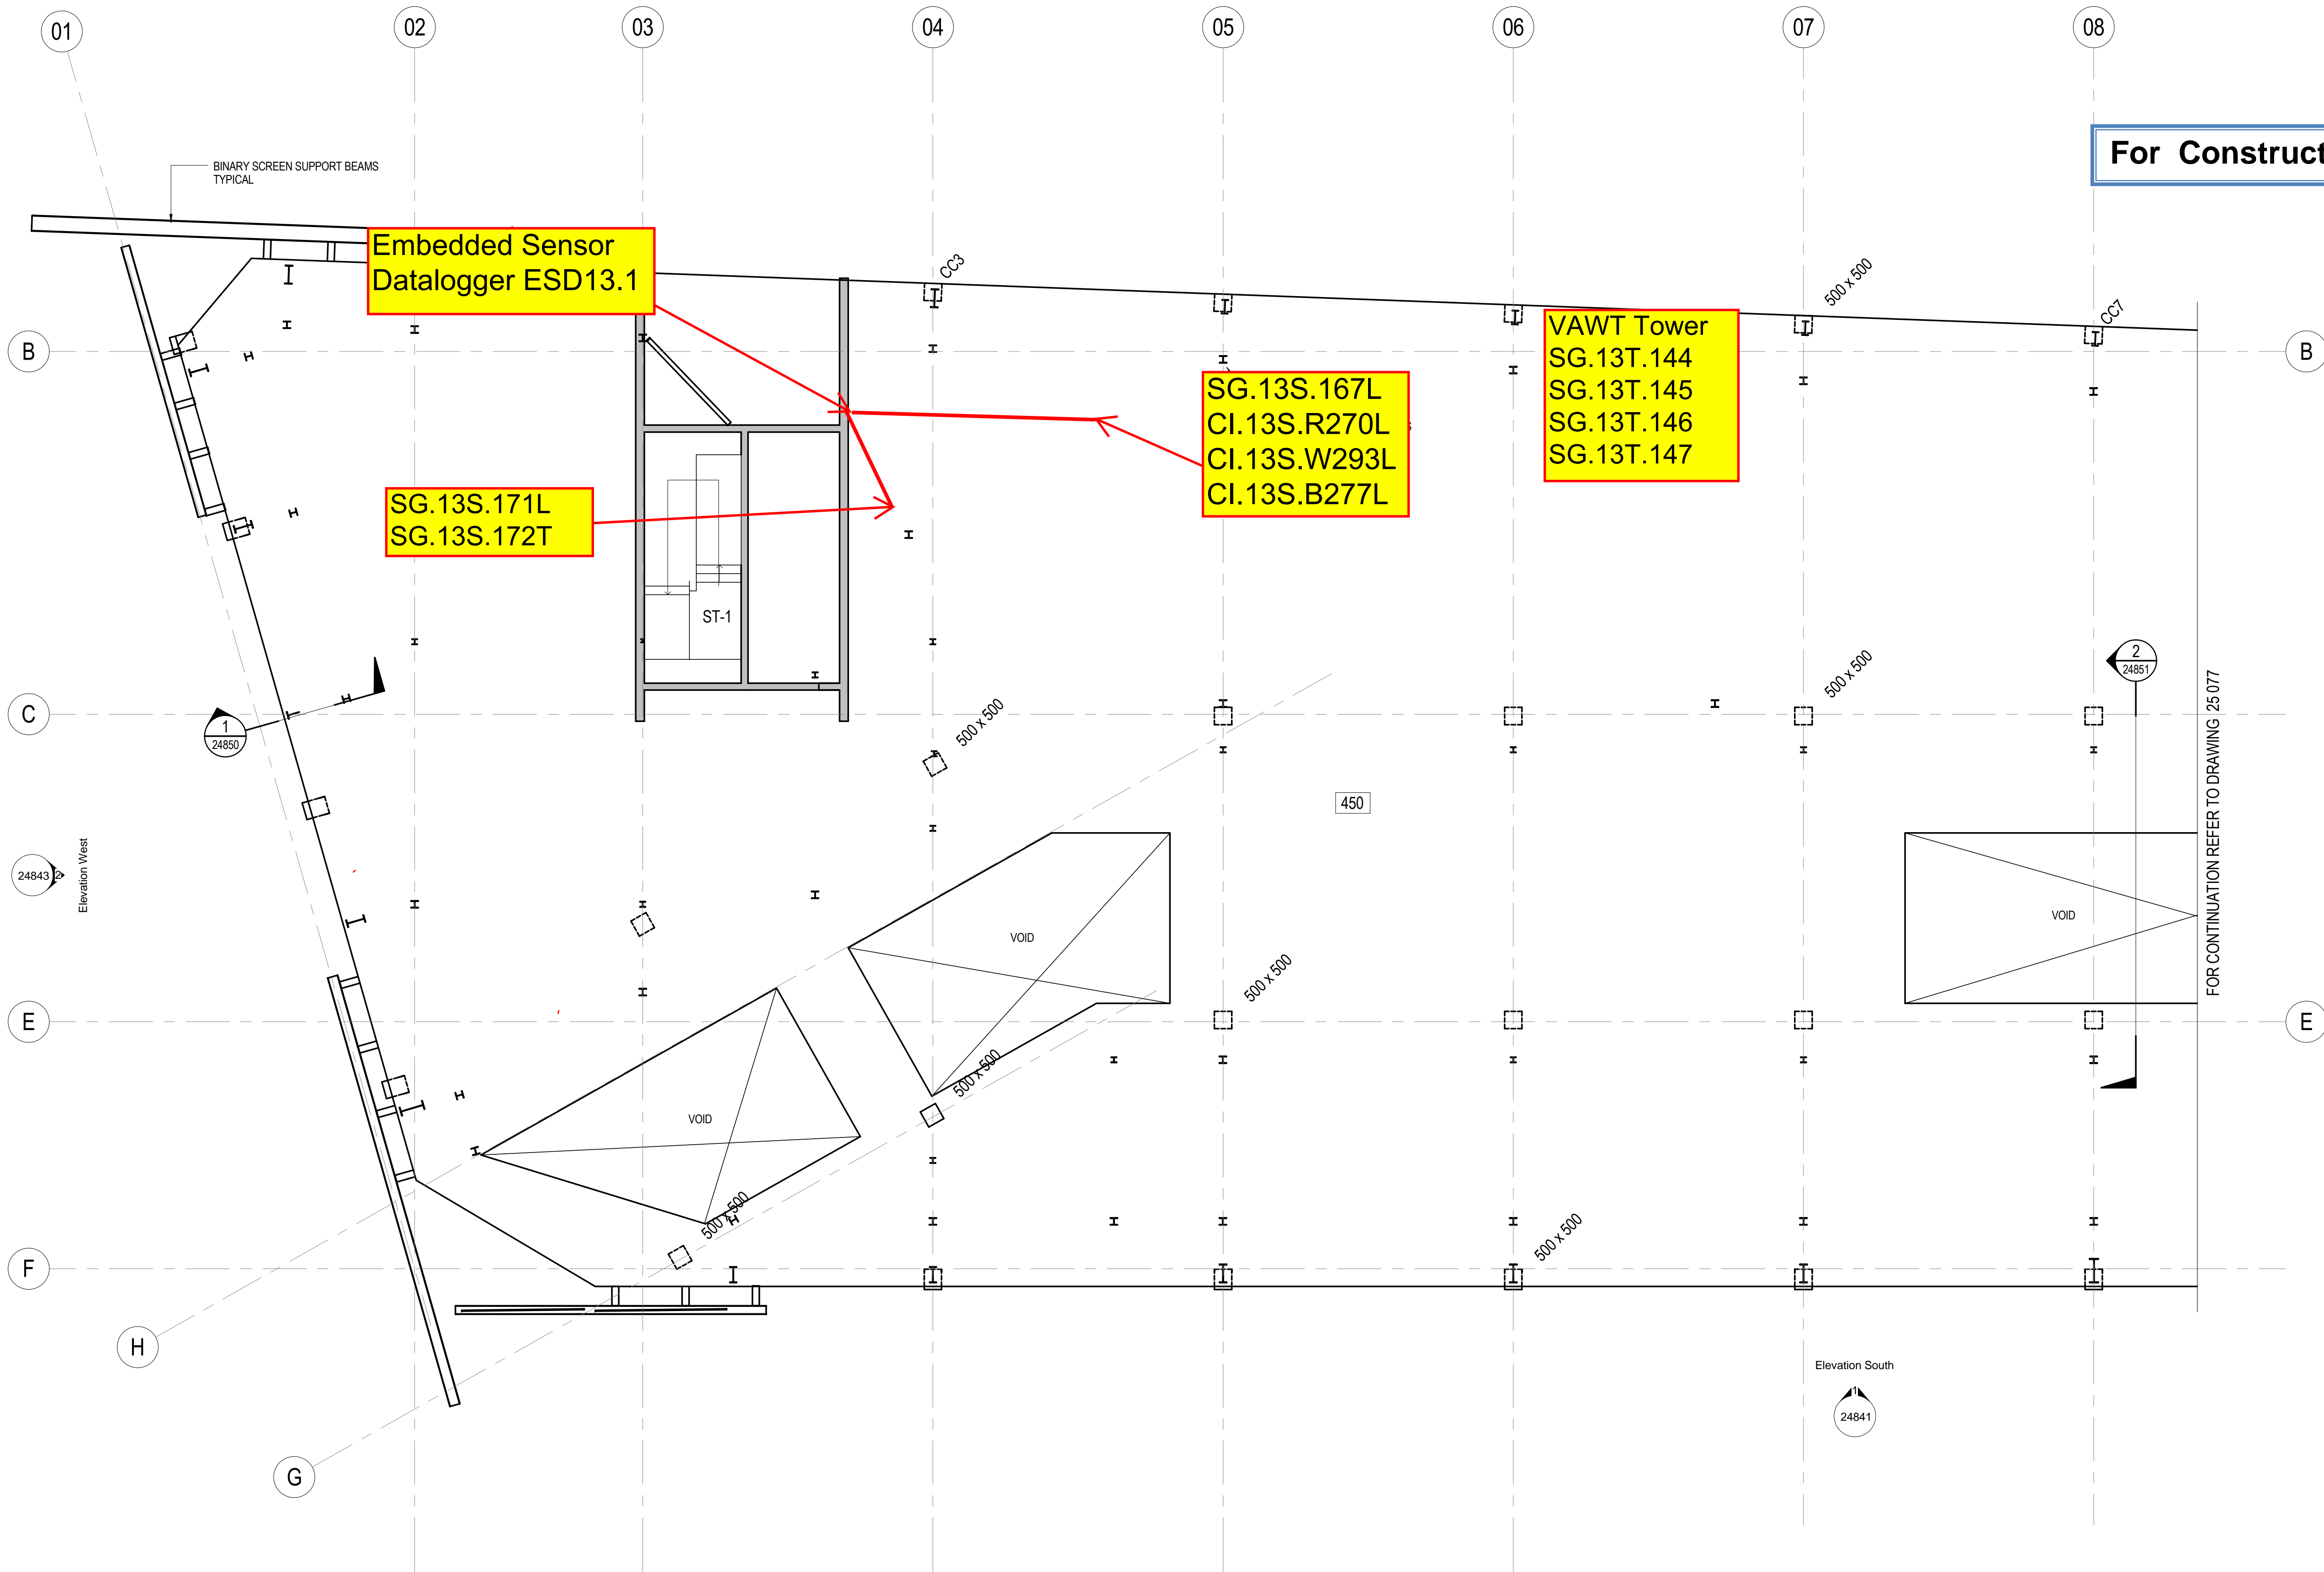 01
02
03
04
05
06
07
08
For Construct
BINARY SCREEN SUPPORT BEAMS
TYPICAL
Embedded Sensor
Datalogger ESD13.1
CC3
500 x 500
CC7
VAWT Tower
SG.13T.144
SG.13T.145
SG.13T.146
SG.13T.147
B
B
SG.13S.167L
CI.13S.R270L
CI.13S.W293L
CI.13S.B277L
SG.13S.171L
SG.13S.172T
ST-1
2
24851
500 x 500
C
1
24850
500 x 500
FOR CONTINUATION REFER TO DRAWING 25 077
450
Elevation West
24843
2
VOID
VOID
500 x 500
E
E
500 x 500
VOID
500 x 500
500 x 500
F
H
Elevation South
1
24841
G